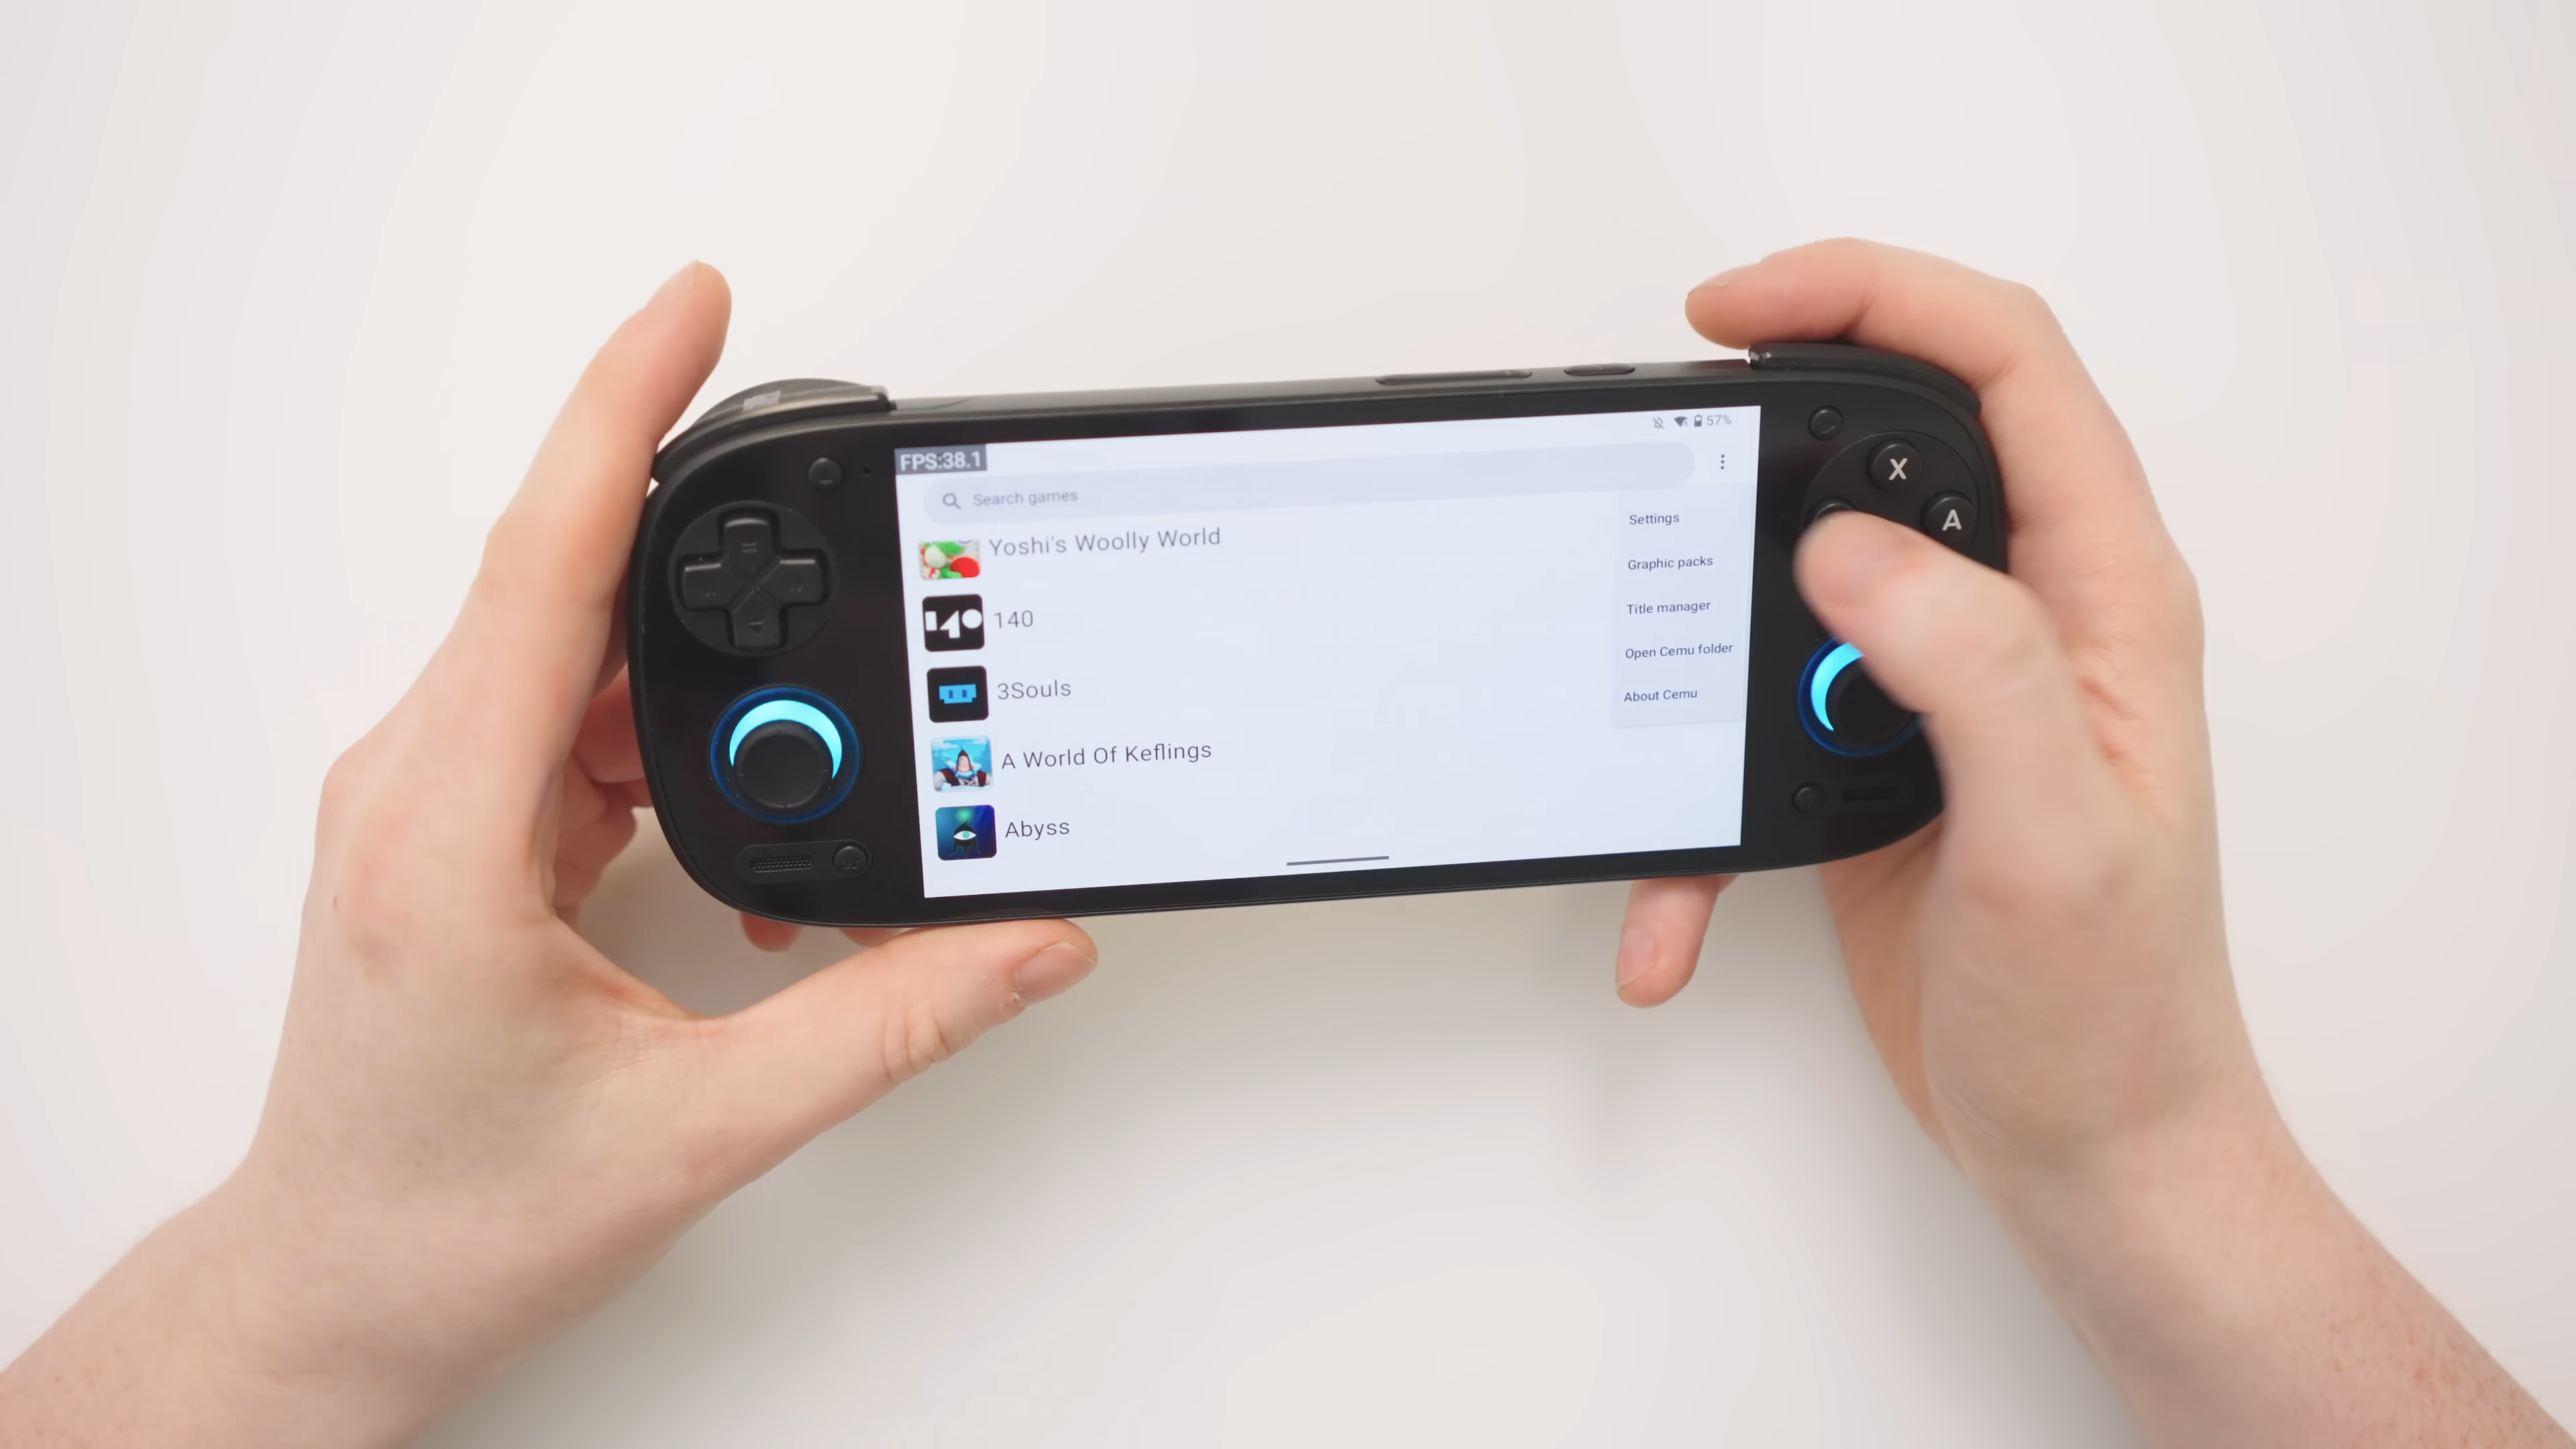 57%
FPS:38.1
Search games
Yoshi's Woolly World
140
140
3Souls
A World Of Keflings
Abyss
Settings
Graphic packs
Title manager
Open Cemu folder
About Cemu
X
A